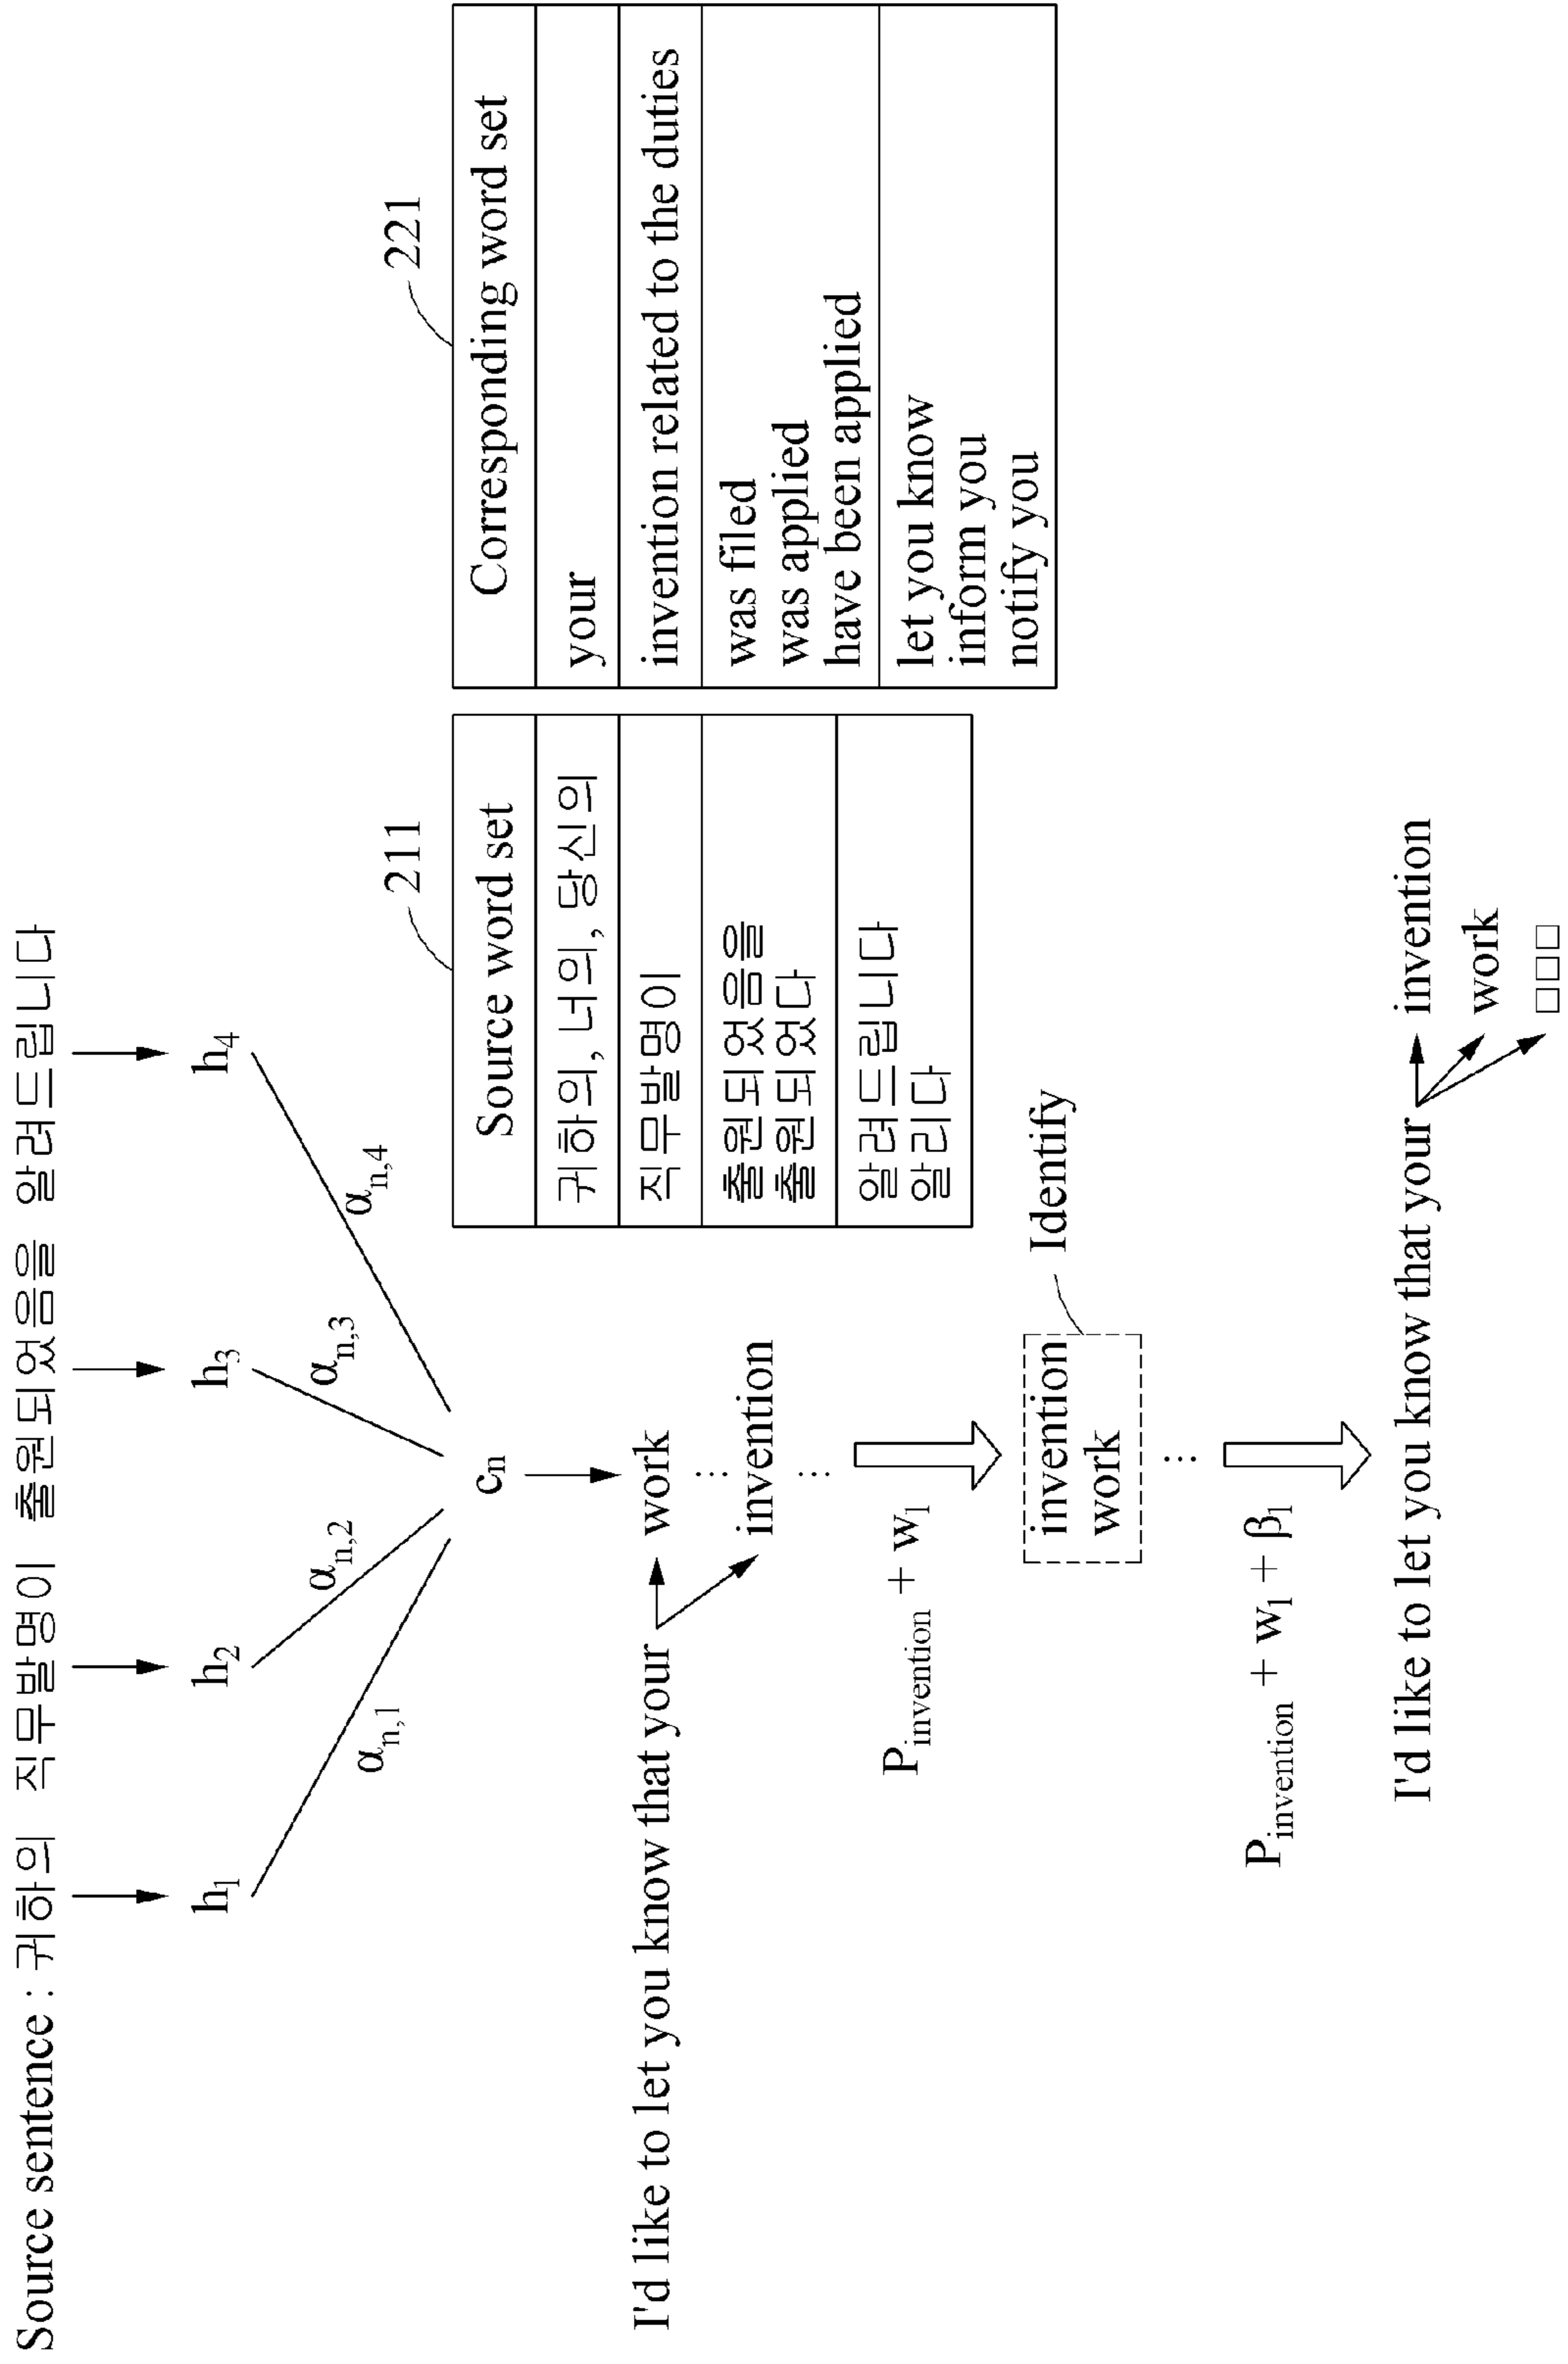 Source sentence : 귀하의 직무발명이 출원되었음을 알려드립니다
h1 h2 h3 h4
αn,1 αn,2 αn,3 αn,4
cn
211
Source word set
귀하의, 너의, 당신의
직무발명이
출원되었음을
출원되었다
알려드립니다
알리다
221
Corresponding word set
your
invention related to the duties
was filed
was applied
have been applied
let you know
inform you
notify you
I'd like to let you know that your work
⋮
invention
⋮
Pinvention + w1
Identify
invention
work
⋮
Pinvention + w1 + β1
I'd like to let you know that your invention
work
□□□